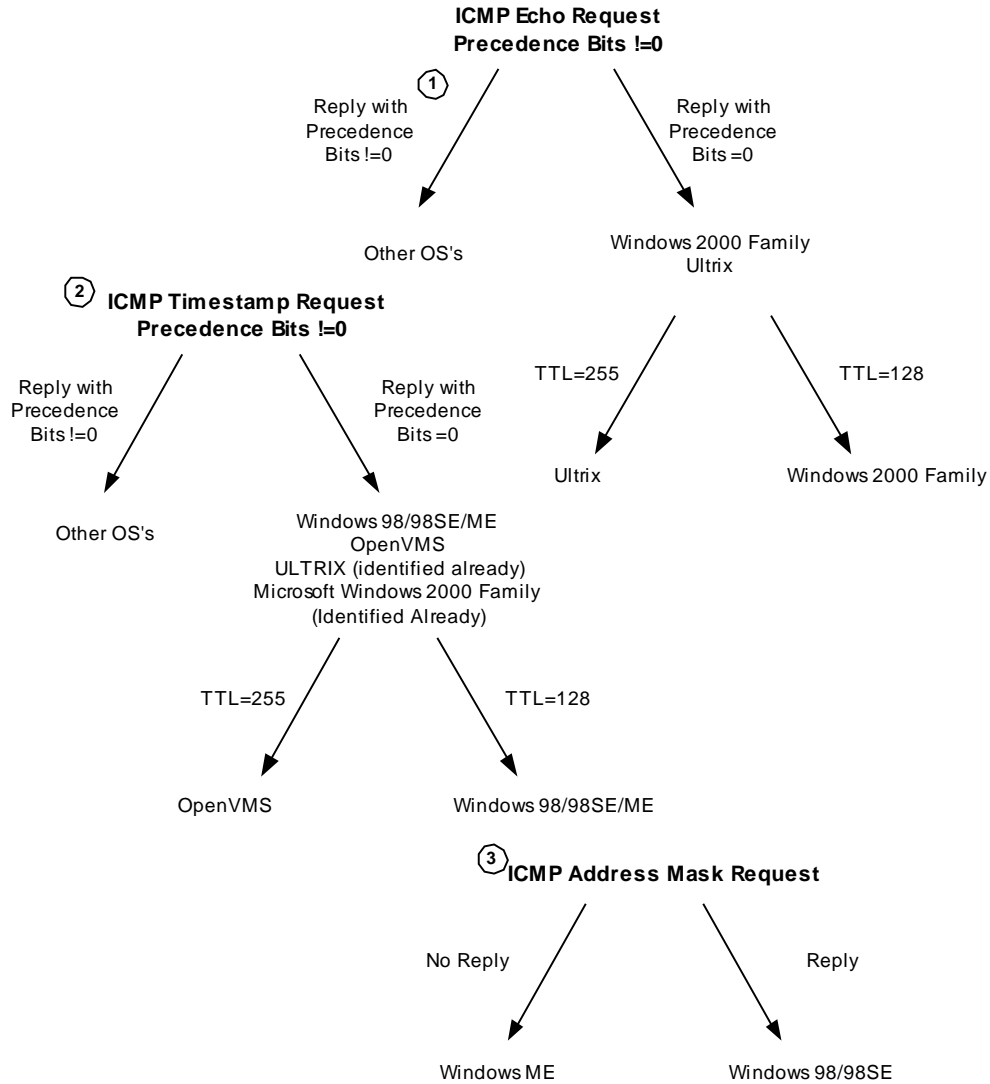 ICMP Echo Request
Precedence Bits !=0
1
Reply with
Precedence
Bits !=0
Reply with
Precedence
Bits =0
Other OS's
Windows 2000 Family
Ultrix
2
ICMP Timestamp Request
Precedence Bits !=0
TTL=255
TTL=128
Reply with
Precedence
Bits !=0
Reply with
Precedence
Bits =0
Ultrix
Windows 2000 Family
Other OS's
Windows 98/98SE/ME
OpenVMS
ULTRIX (identified already)
Microsoft Windows 2000 Family
(Identified Already)
TTL=255
TTL=128
OpenVMS
Windows 98/98SE/ME
3
ICMP Address Mask Request
No Reply
Reply
Windows ME
Windows 98/98SE